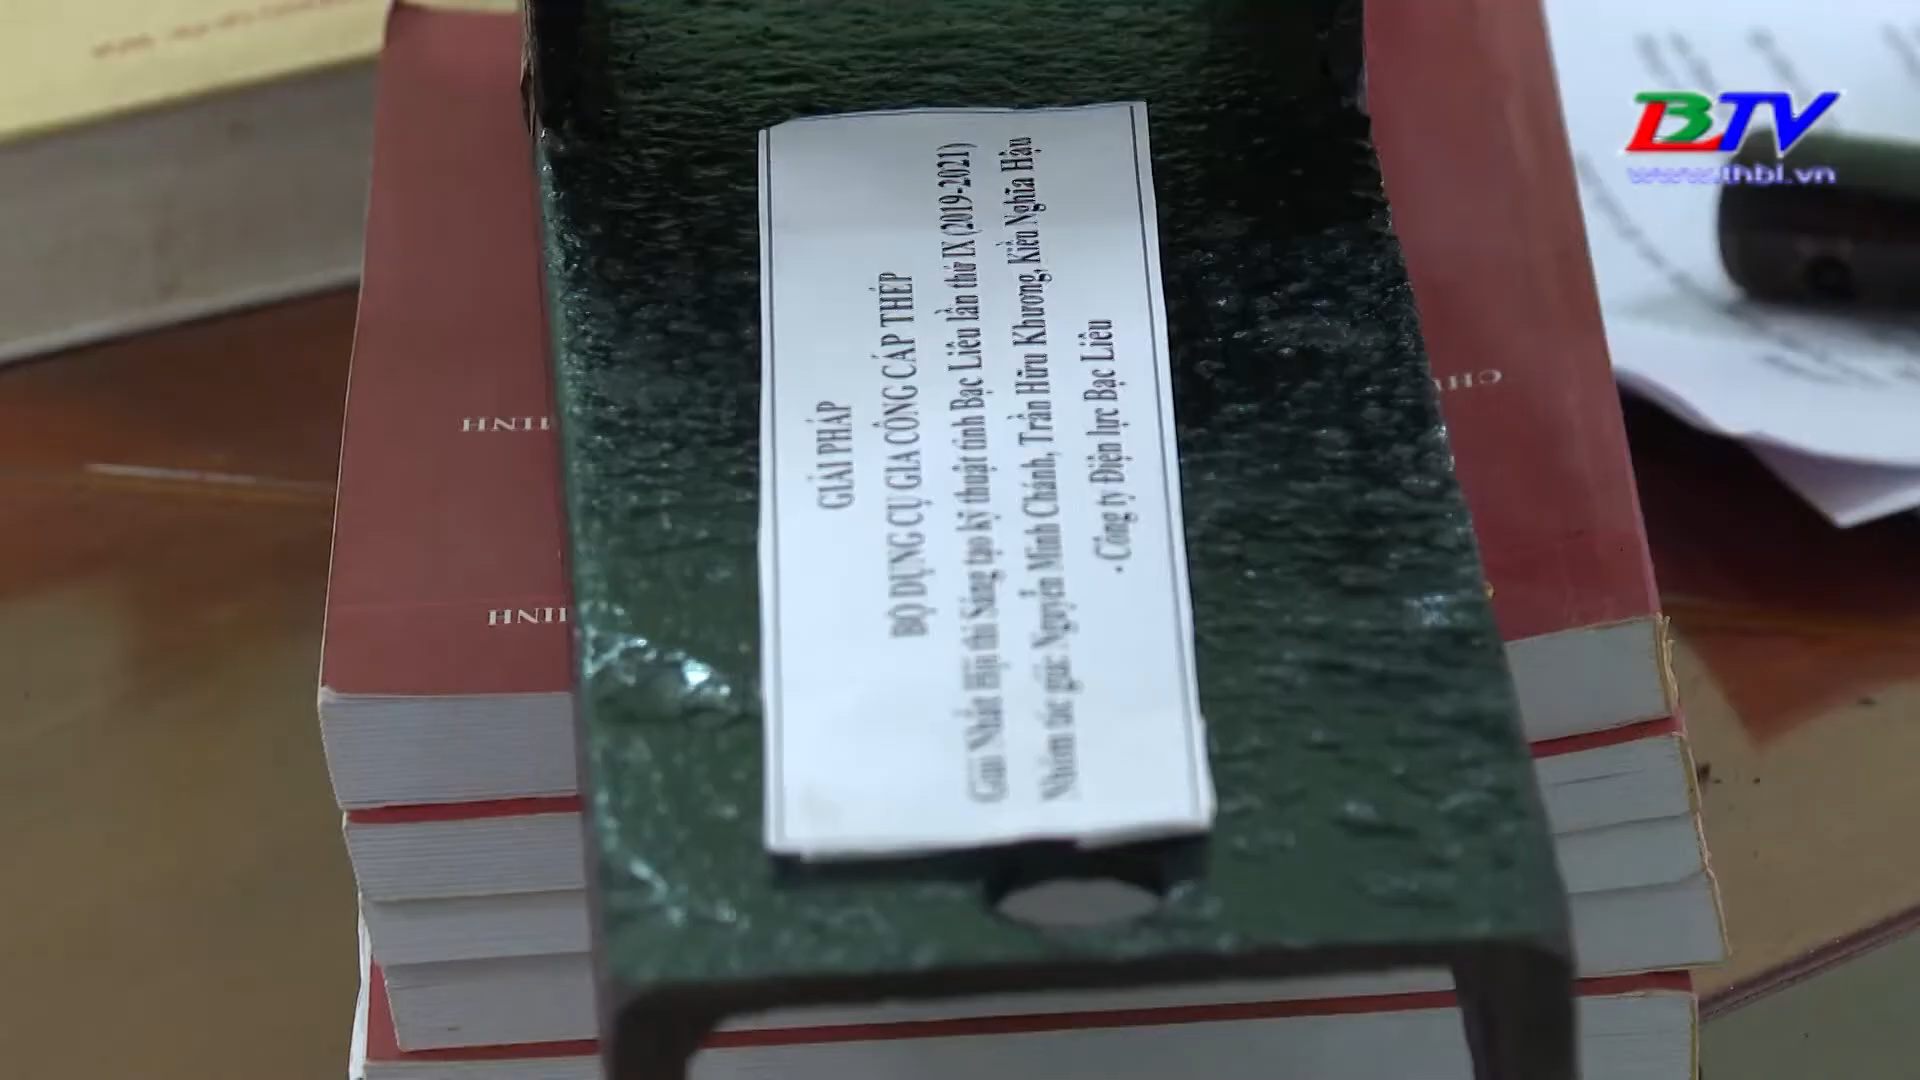 GIẢI PHÁP
BỘ DỤNG CỤ GIA CÔNG CÁP THÉP
Giải Nhất Hội thi Sáng tạo kỹ thuật tỉnh Bạc Liêu lần thứ IX (2019-2021)
Nhóm tác giả: Nguyễn Minh Chánh, Trần Hữu Khương, Kiều Nghĩa Hậu
- Công ty Điện lực Bạc Liêu
BTV
www.thbl.vn
MINH